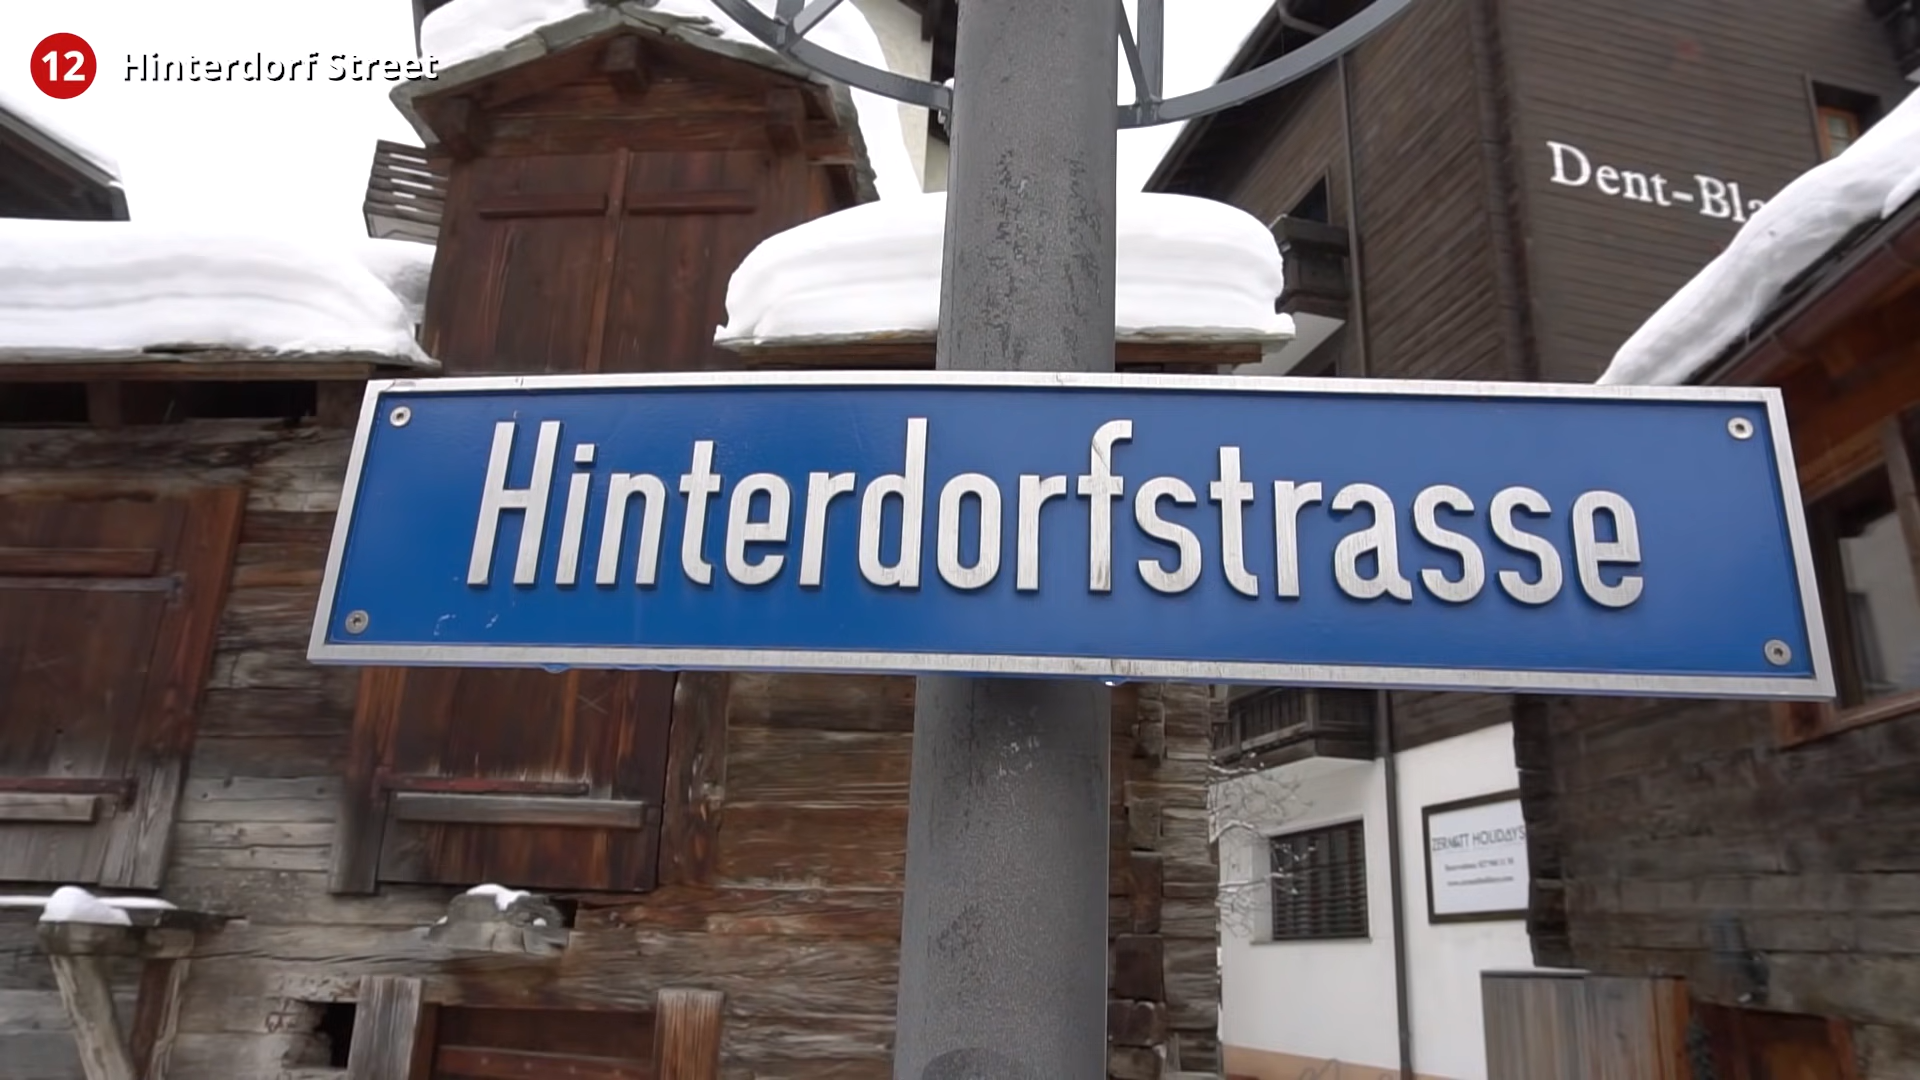 12 Hinterdorf Street
Dent-Bla
Hinterdorfstrasse
ZERMATT HOLIDAYS